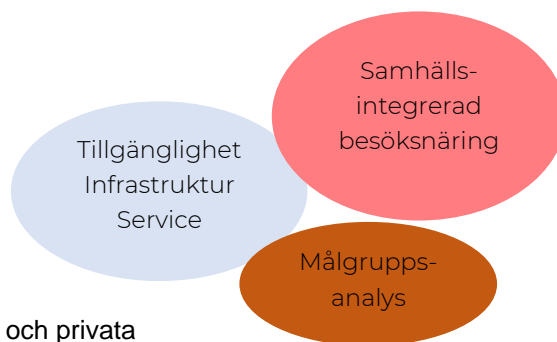 Samhälls-
integrerad
besöksnäring
Tillgänglighet
Infrastruktur
Service
Målgrupps-
analys
och privata